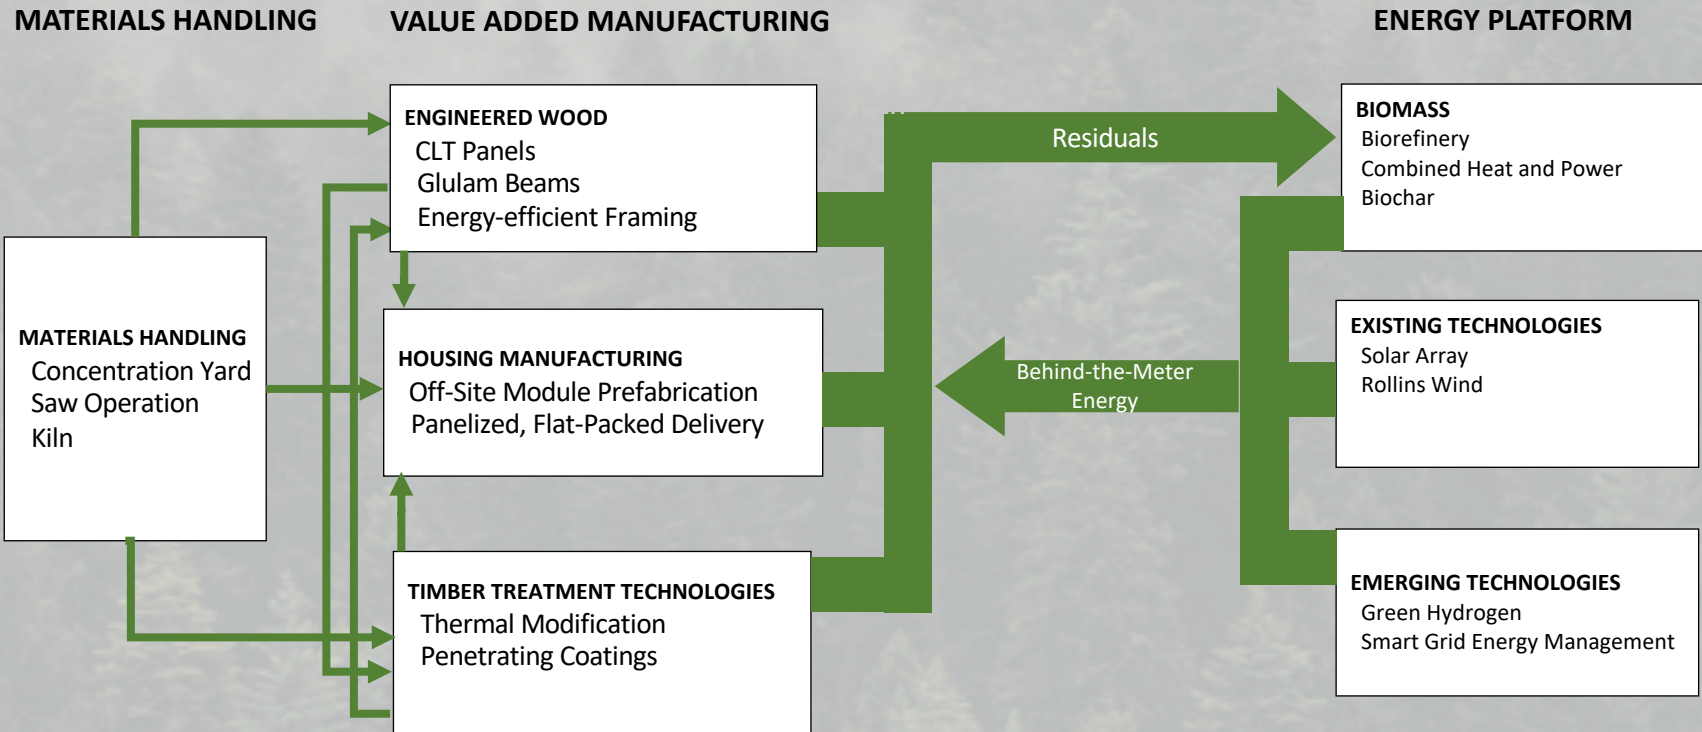 MATERIALS HANDLING
VALUE ADDED MANUFACTURING
ENERGY PLATFORM
MATERIALS HANDLING
Concentration Yard
Saw Operation
Kiln
ENGINEERED WOOD
CLT Panels
Glulam Beams
Energy-efficient Framing
HOUSING MANUFACTURING
Off-Site Module Prefabrication
Panelized, Flat-Packed Delivery
TIMBER TREATMENT TECHNOLOGIES
Thermal Modification
Penetrating Coatings
Residuals
Behind-the-Meter
Energy
BIOMASS
Biorefinery
Combined Heat and Power
Biochar
EXISTING TECHNOLOGIES
Solar Array
Rollins Wind
EMERGING TECHNOLOGIES
Green Hydrogen
Smart Grid Energy Management